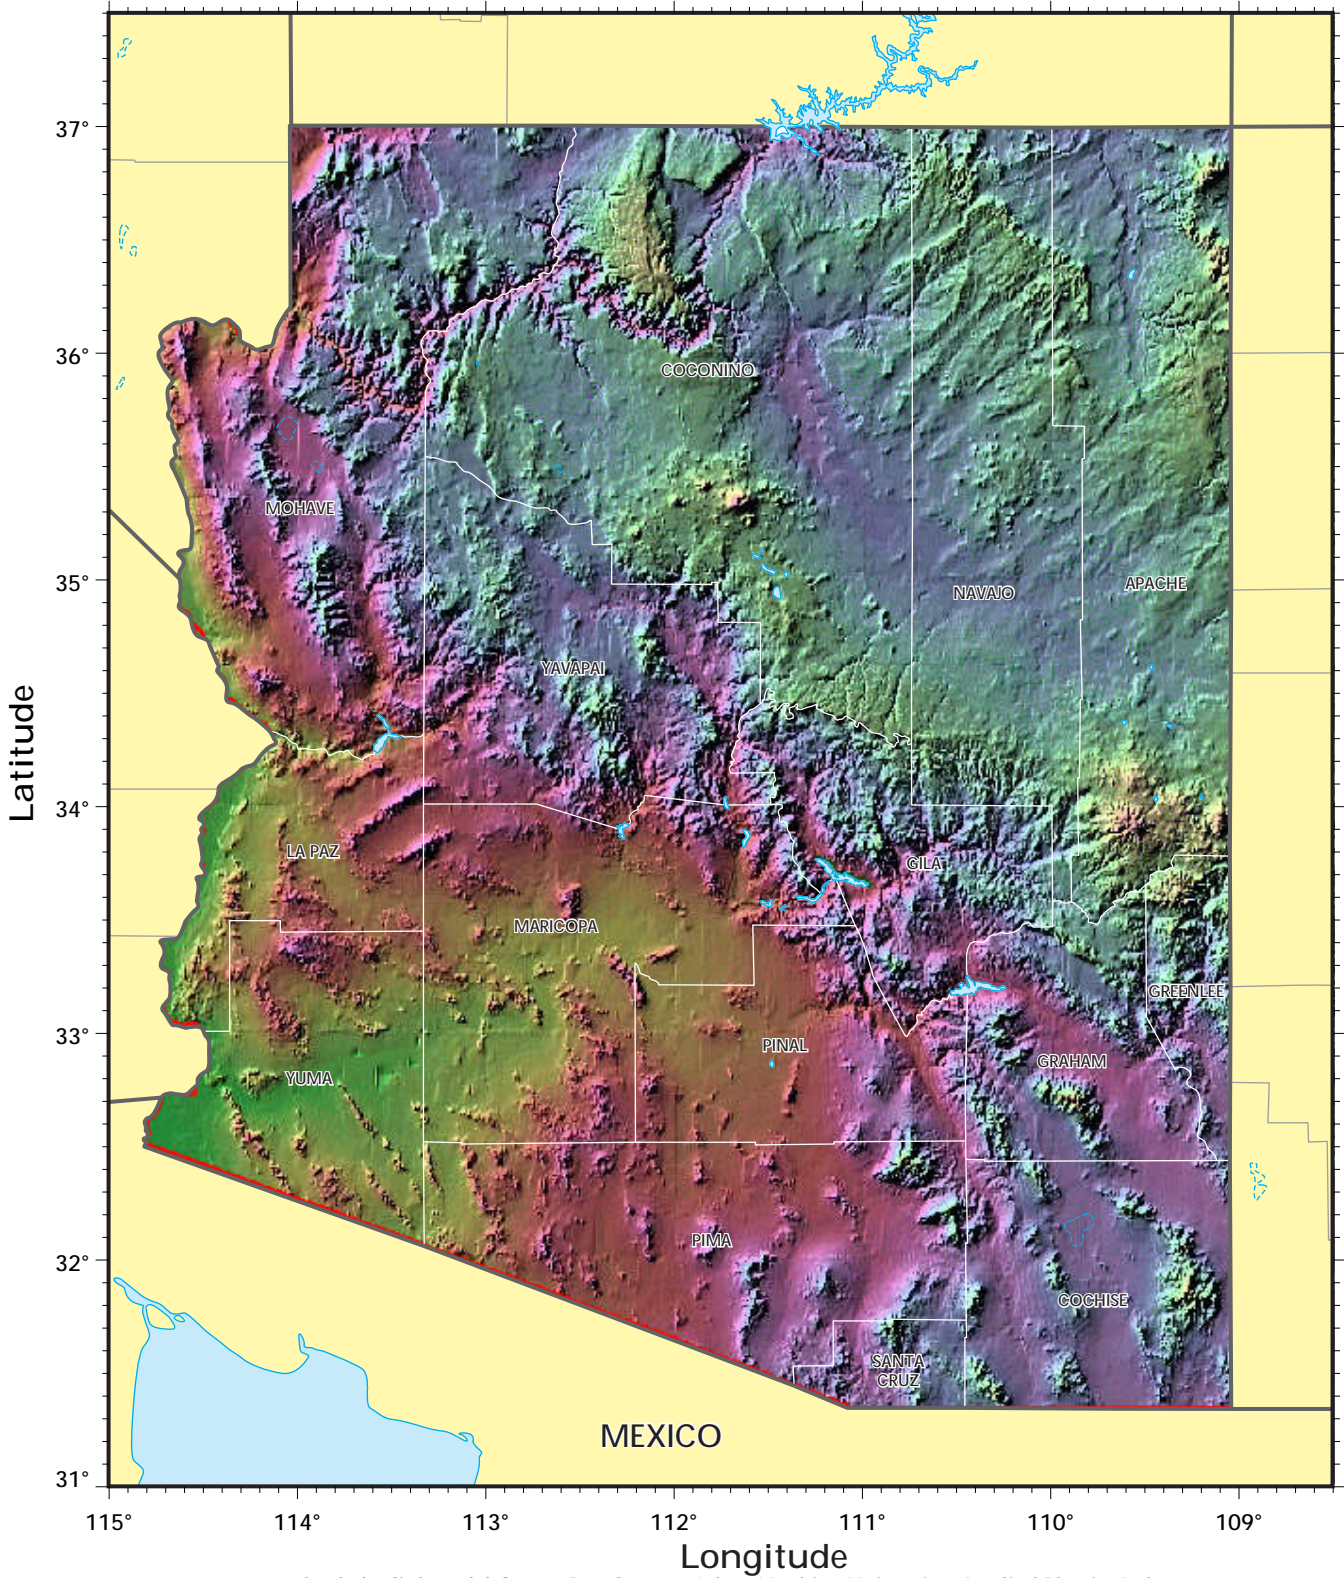 37°
36°
COCONINO
MOHAVE
35°
NAVAJO
APACHE
YAVAPAI
Latitude
34°
LA PAZ
GILA
MARICOPA
GREENLEE
33°
PINAL
GRAHAM
YUMA
32°
PIMA
COCHISE
SANTA
CRUZ
MEXICO
31°
115°
114°
113°
112°
111°
110°
109°
Longitude